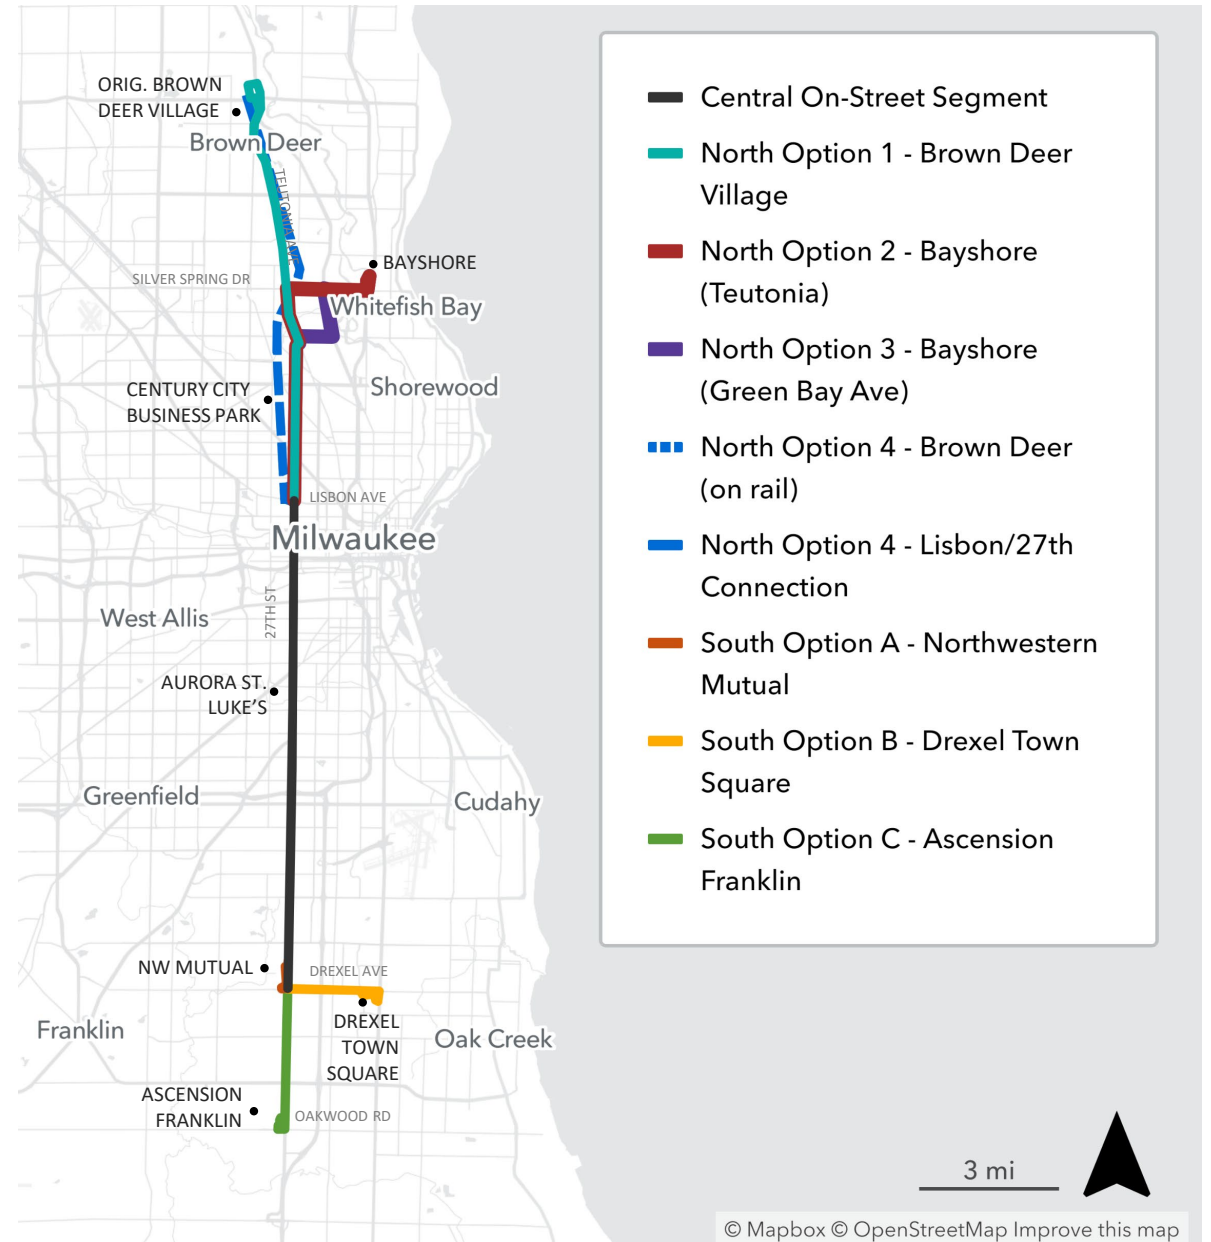 ORIG. BROWN
DEER VILLAGE
Brown Deer
TEUTONIA AVE
BAYSHORE
SILVER SPRING DR
Whitefish Bay
CENTURY CITY
BUSINESS PARK
Shorewood
LISBON AVE
Milwaukee
27TH ST
West Allis
AURORA ST.
LUKE'S
Greenfield
Cudahy
NW MUTUAL
DREXEL AVE
Franklin
DREXEL
TOWN
SQUARE
Oak Creek
ASCENSION
FRANKLIN
OAKWOOD RD
Central On-Street Segment
North Option 1 - Brown Deer
Village
North Option 2 - Bayshore
(Teutonia)
North Option 3 - Bayshore
(Green Bay Ave)
North Option 4 - Brown Deer
(on rail)
North Option 4 - Lisbon/27th
Connection
South Option A - Northwestern
Mutual
South Option B - Drexel Town
Square
South Option C - Ascension
Franklin
3 mi
© Mapbox © OpenStreetMap Improve this map